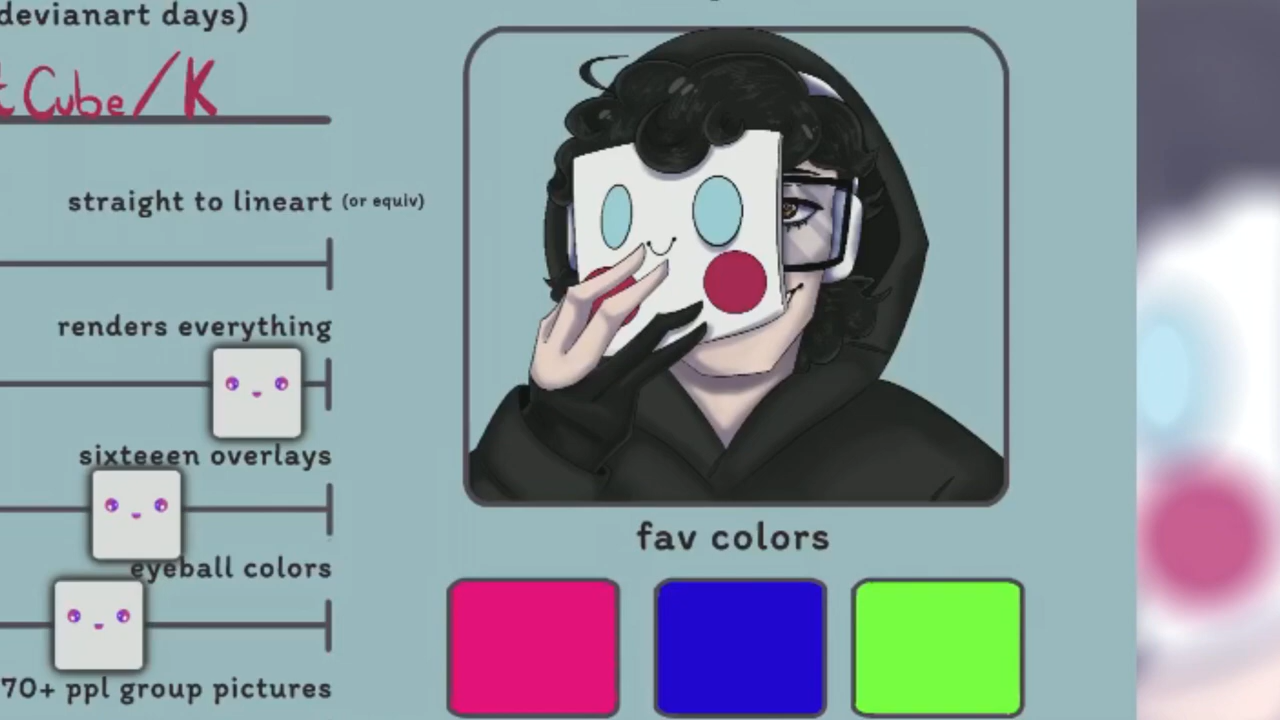 devianart days)
t Cube/K
straight to lineart (or equiv)
renders everything
sixteeen overlays
eyeball colors
70+ ppl group pictures
fav colors